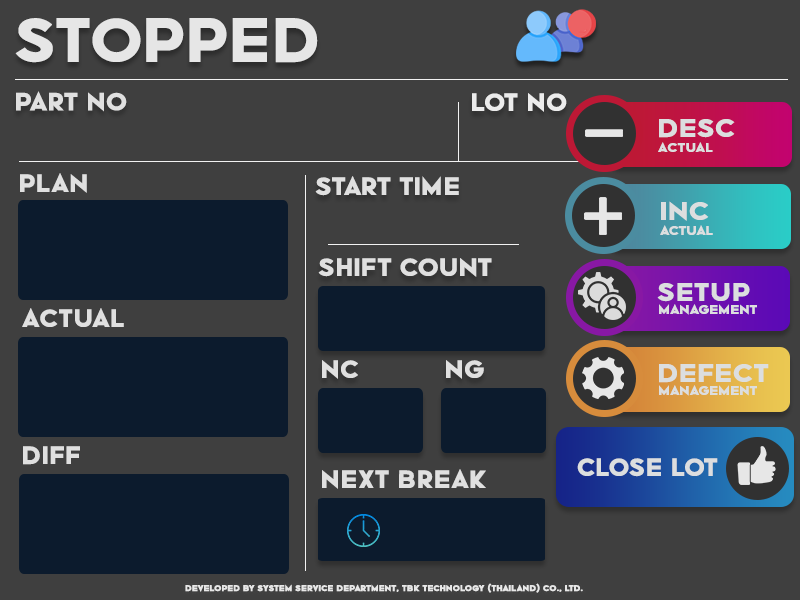 STOPPED
PART NO
LOT NO
DESC
ACTUAL
PLAN
START TIME
INC
ACTUAL
SHIFT COUNT
SETUP
MANAGEMENT
ACTUAL
NC
NG
DEFECT
MANAGEMENT
DIFF
CLOSE LOT
NEXT BREAK
DEVELOPED BY SYSTEM SERVICE DEPARTMENT, TBK TECHNOLOGY (THAILAND) CO., LTD.